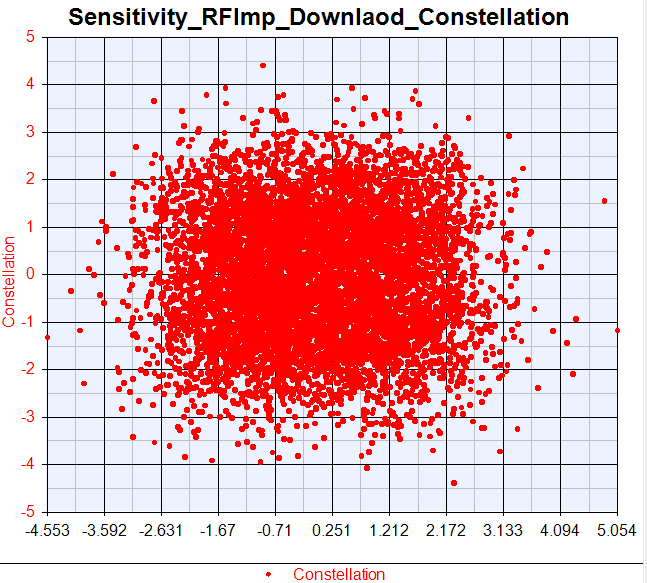 Sensitivity_RFImp_Downlaod_Constellation
5
4
3
2
1
0
-1
-2
-3
-4
-5
Constellation
-4.553 -3.592 -2.631 -1.67 -0.71 0.251 1.212 2.172 3.133 4.094 5.054
Constellation